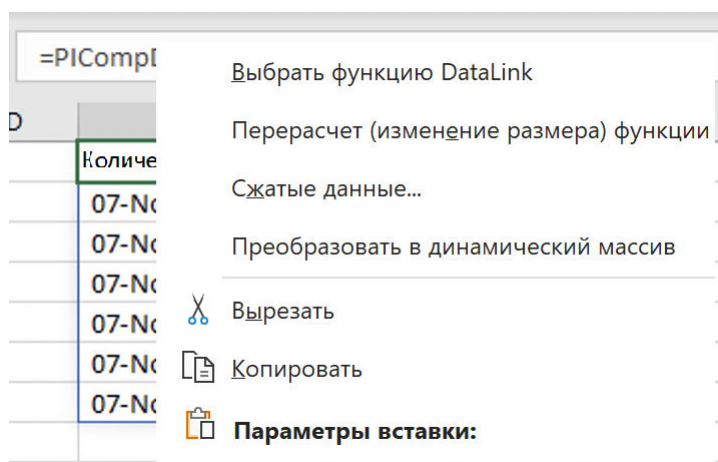 =PICompD
Выбрать функцию DataLink
D
Перерасчет (изменение размера) функции
Количе
Сжатые данные...
07-No
07-No
Преобразовать в динамический массив
07-No
07-No
Вырезать
07-No
Копировать
07-No
Параметры вставки: